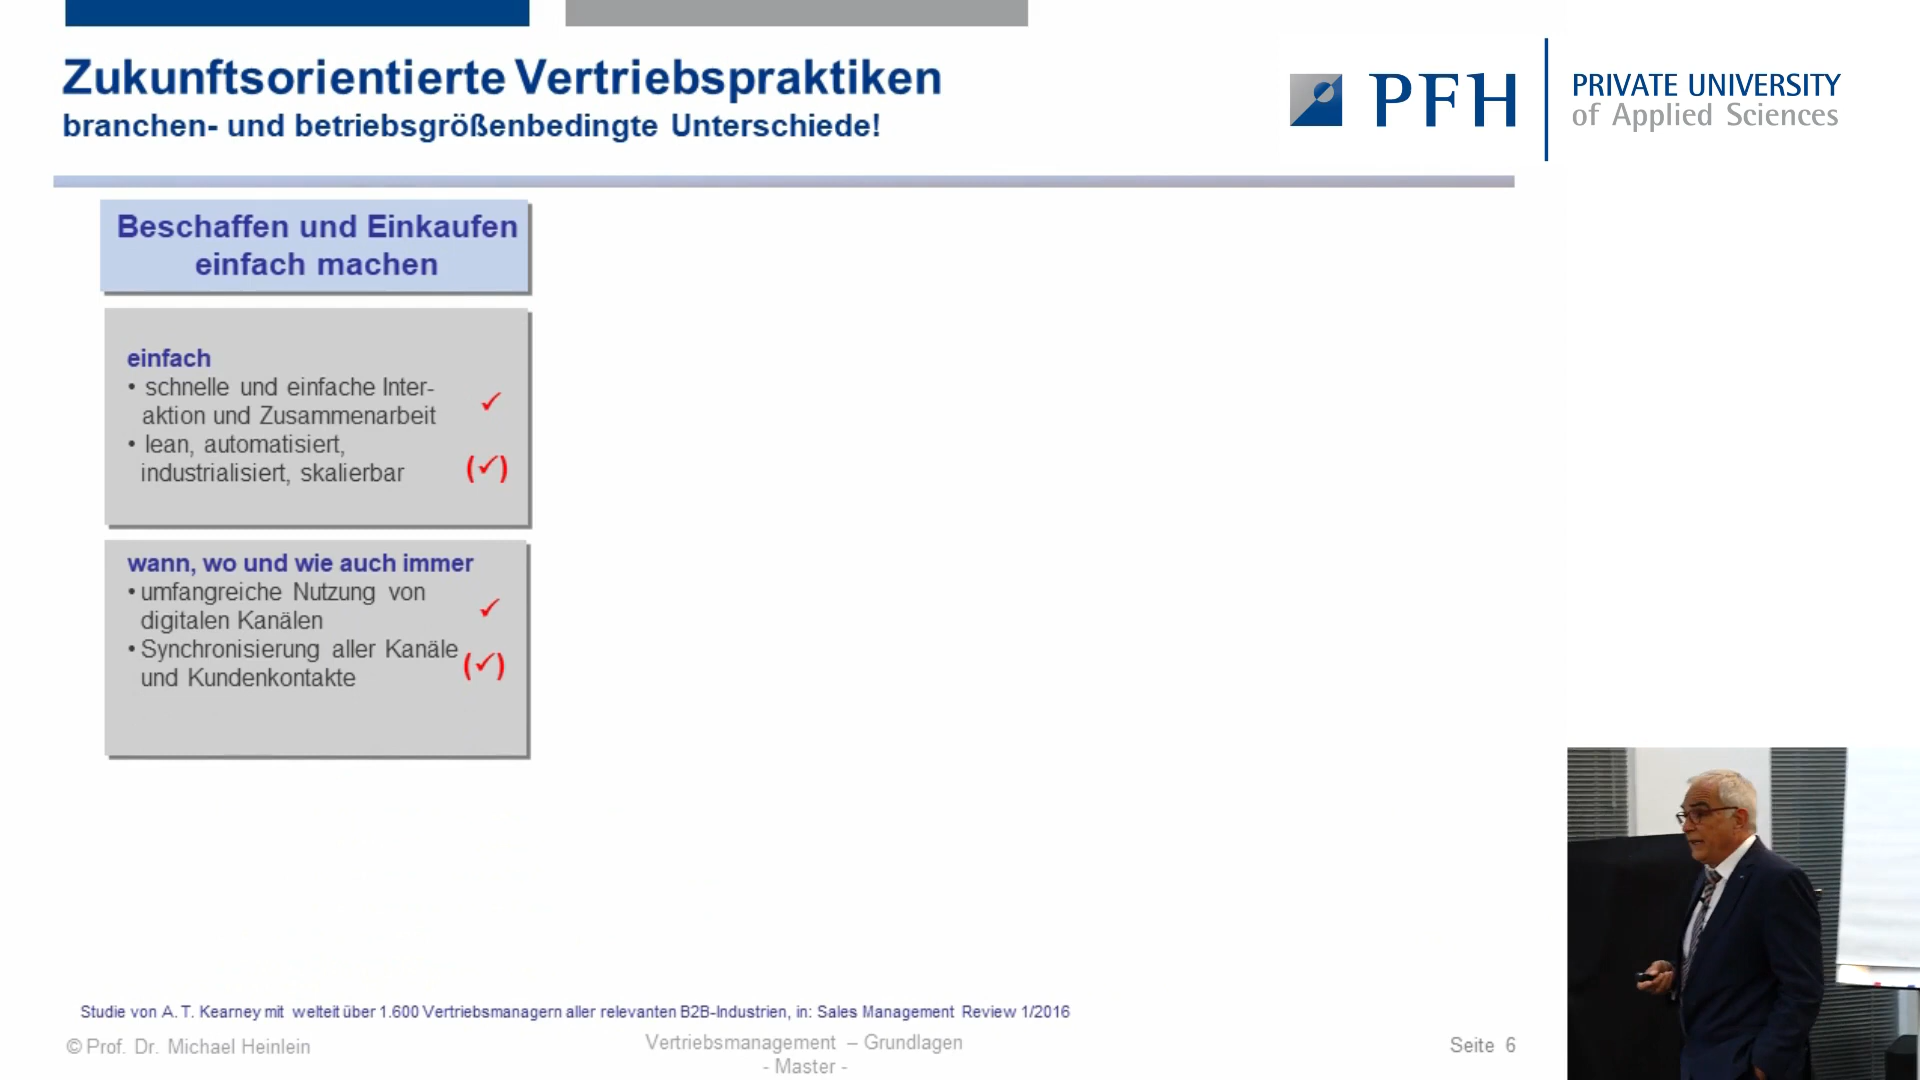 Zukunftsorientierte Vertriebspraktiken
branchen- und betriebsgrößenbedingte Unterschiede!
PFH
PRIVATE UNIVERSITY
of Applied Sciences
Beschaffen und Einkaufen
einfach machen
einfach
• schnelle und einfache Inter-
aktion und Zusammenarbeit ✓
• lean, automatisiert,
industrialisiert, skalierbar (✓)
wann, wo und wie auch immer
• umfangreiche Nutzung von
digitalen Kanälen ✓
• Synchronisierung aller Kanäle
und Kundenkontakte (✓)
Studie von A. T. Kearney mit welteit über 1.600 Vertriebsmanagern aller relevanten B2B-Industrien, in: Sales Management Review 1/2016
© Prof. Dr. Michael Heinlein
Vertriebsmanagement – Grundlagen
- Master -
Seite 6